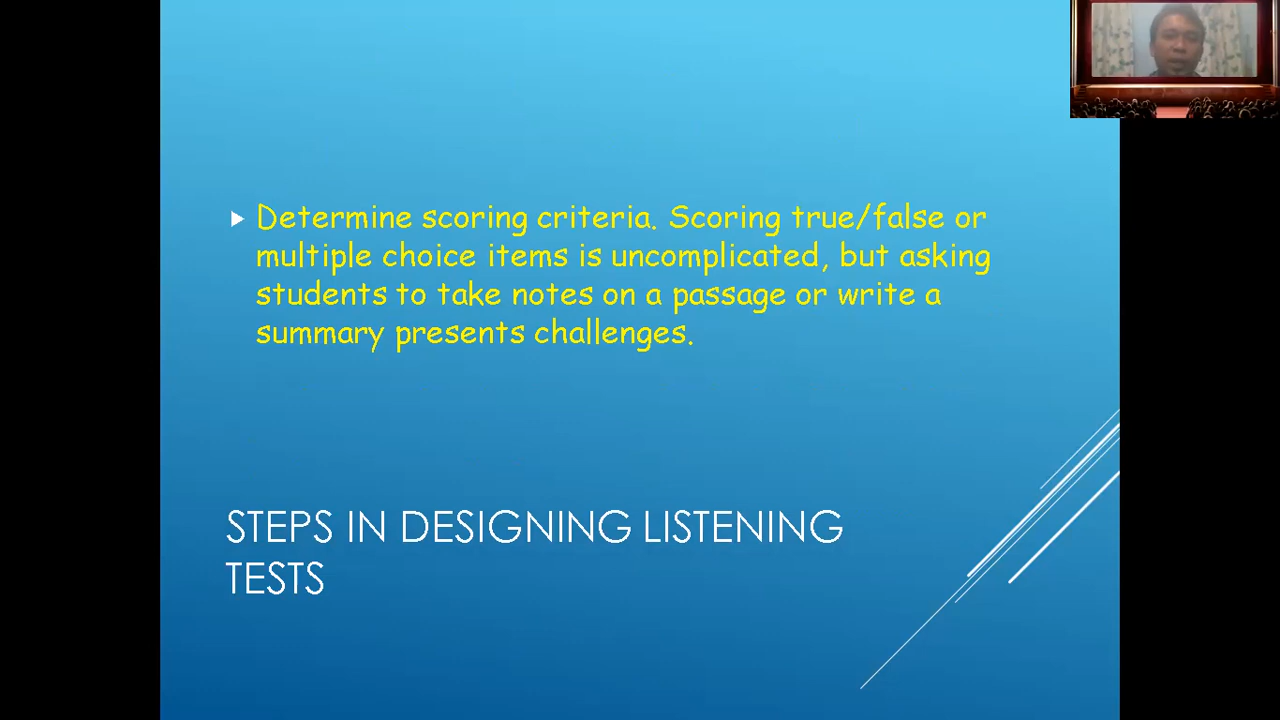 Determine scoring criteria. Scoring true/false or
multiple choice items is uncomplicated, but asking
students to take notes on a passage or write a
summary presents challenges.
STEPS IN DESIGNING LISTENING
TESTS